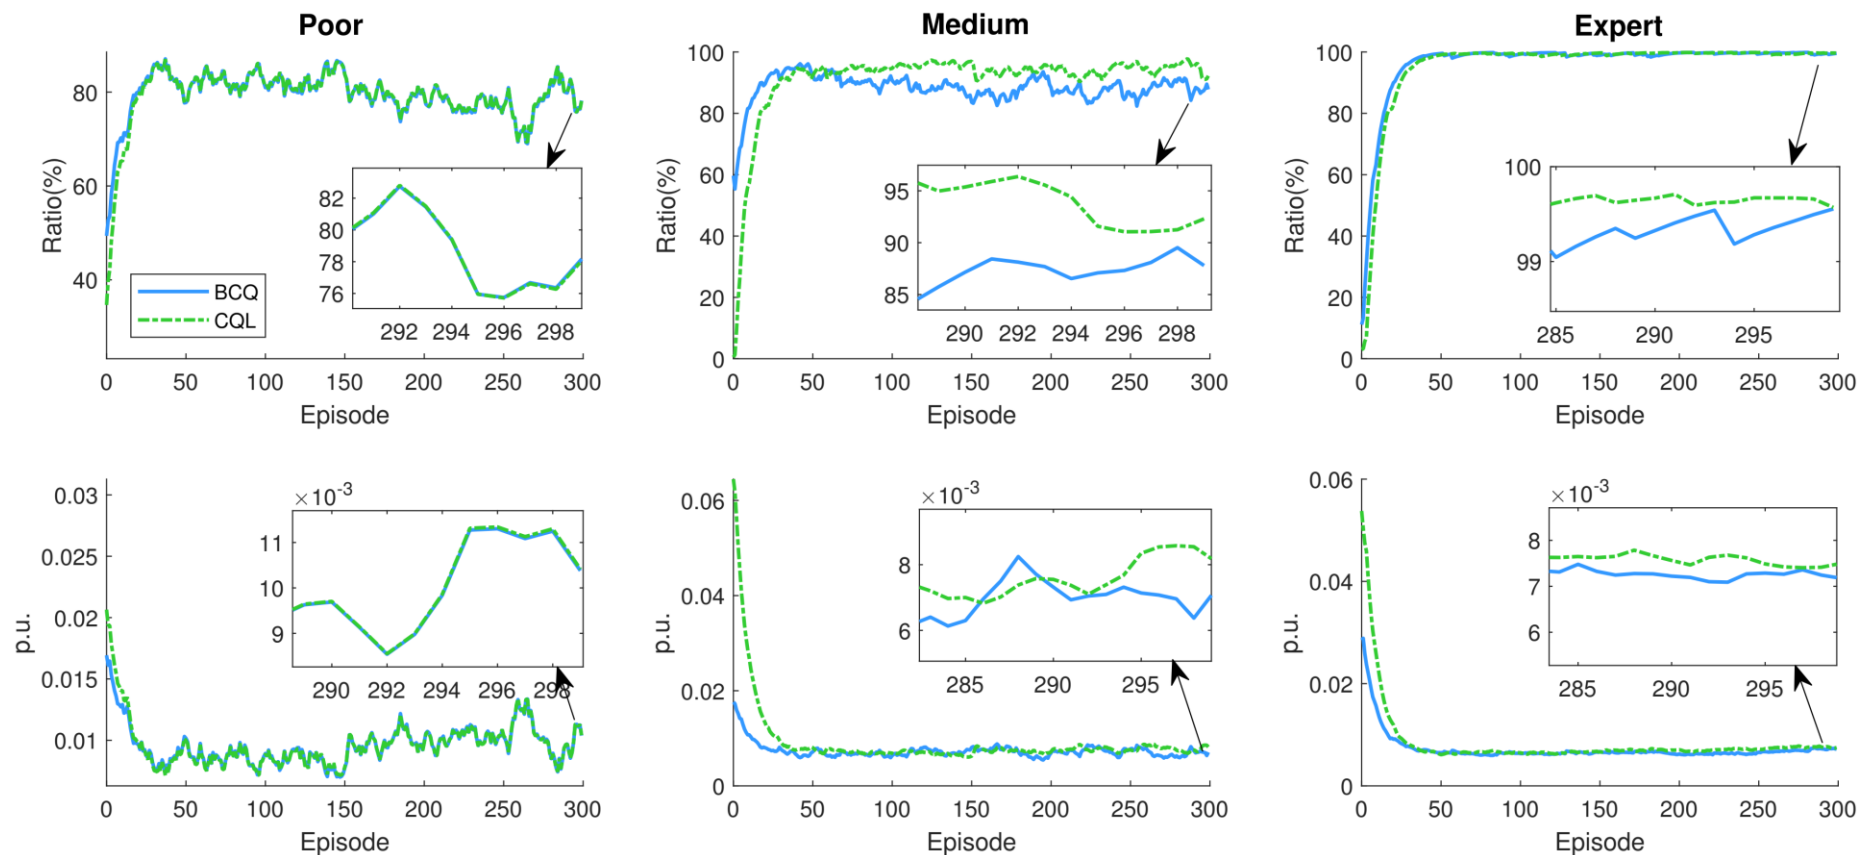 Poor
Medium
Expert
80
60
40
Ratio(%)
82
80
78
76
292 294 296 298
BCQ
CQL
0 50 100 150 200 250 300
Episode
100
80
60
40
20
0
Ratio(%)
95
90
85
290 292 294 296 298
0 50 100 150 200 250 300
Episode
100
80
60
40
20
0
Ratio(%)
100
99
285 290 295
0 50 100 150 200 250 300
Episode
0.03
0.025
0.02
0.015
0.01
p.u.
×10-3
11
10
9
290 292 294 296 298
0 50 100 150 200 250 300
Episode
0.06
0.04
0.02
0
p.u.
×10-3
8
6
285 290 295
0 50 100 150 200 250 300
Episode
0.06
0.04
0.02
0
p.u.
×10-3
8
7
6
285 290 295
0 50 100 150 200 250 300
Episode